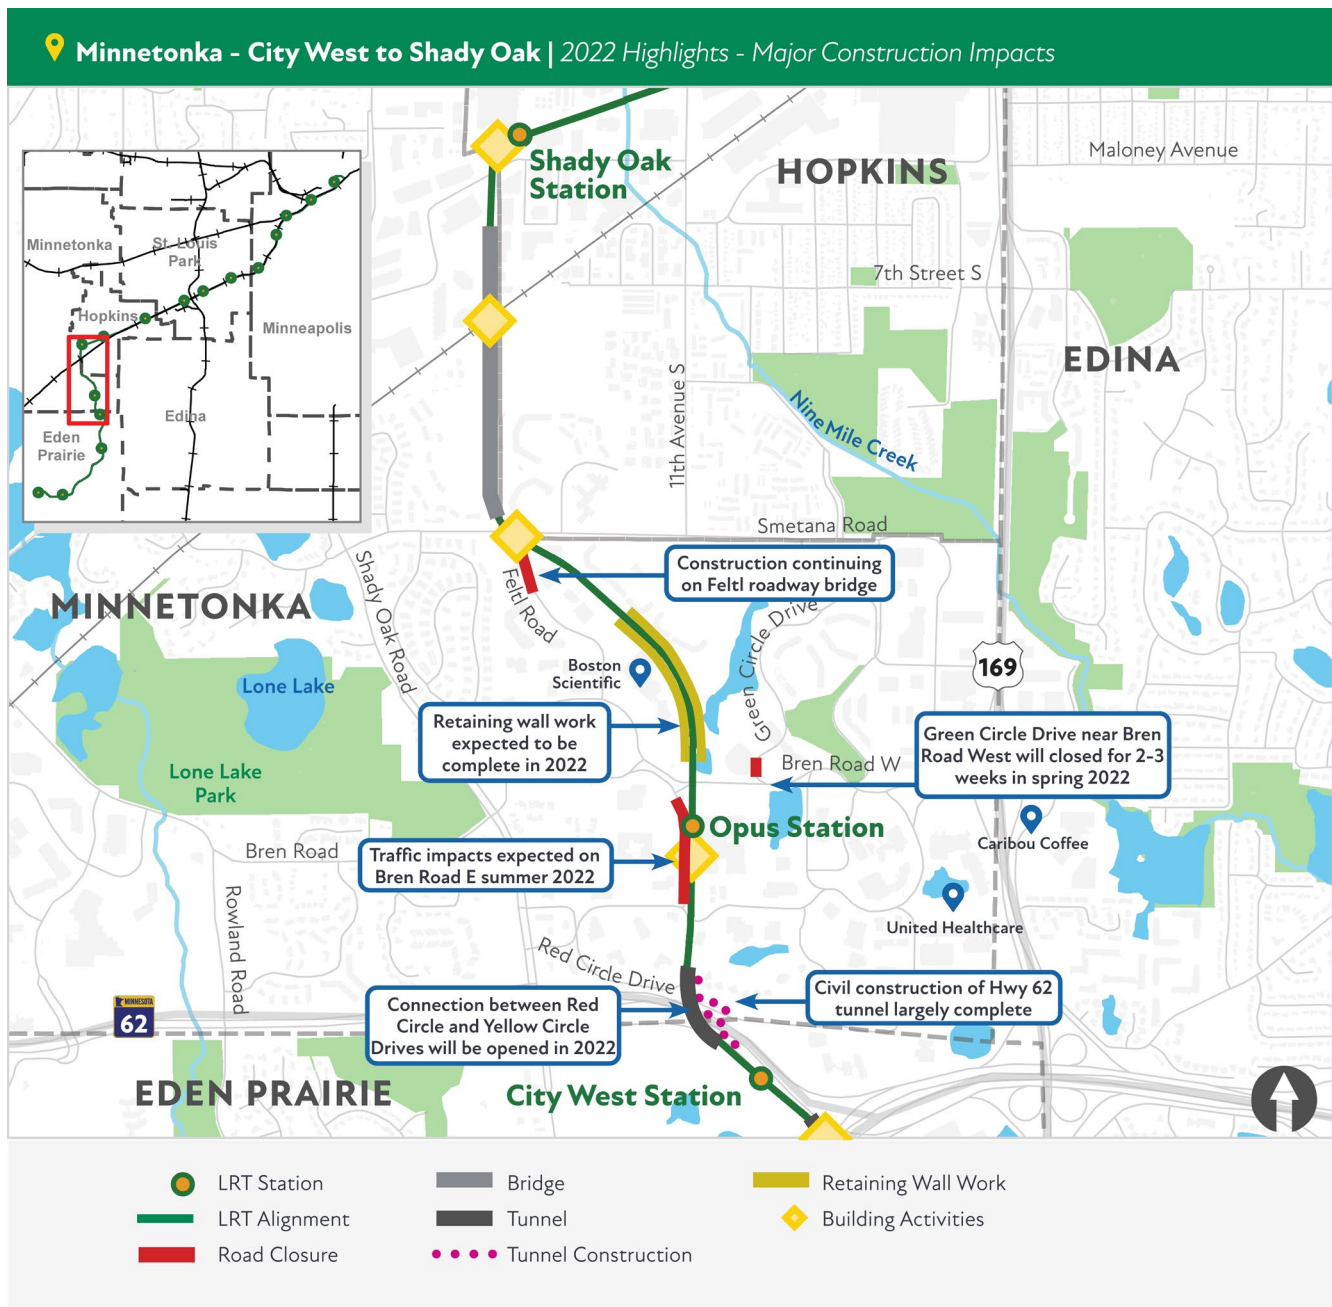 Minnetonka - City West to Shady Oak | 2022 Highlights - Major Construction Impacts
Shady Oak
Station
HOPKINS
Maloney Avenue
Minnetonka
St. Louis
Park
Hopkins
Minneapolis
Edina
Eden
Prairie
7th Street S
EDINA
11th Avenue S
Nine Mile Creek
Smetana Road
Construction continuing
on Feltl roadway bridge
Feltl Road
Shady Oak Road
MINNETONKA
Green Circle Drive
169
Boston
Scientific
Lone Lake
Retaining wall work
expected to be
complete in 2022
Green Circle Drive near Bren
Road West will closed for 2-3
weeks in spring 2022
Bren Road W
Lone Lake
Park
Opus Station
Caribou Coffee
Bren Road
Traffic impacts expected on
Bren Road E summer 2022
Rowland Road
United Healthcare
Red Circle Drive
Civil construction of Hwy 62
tunnel largely complete
Connection between Red
Circle and Yellow Circle
Drives will be opened in 2022
MINNESOTA
62
EDEN PRAIRIE
City West Station
LRT Station
Bridge
Retaining Wall Work
LRT Alignment
Tunnel
Building Activities
Road Closure
Tunnel Construction